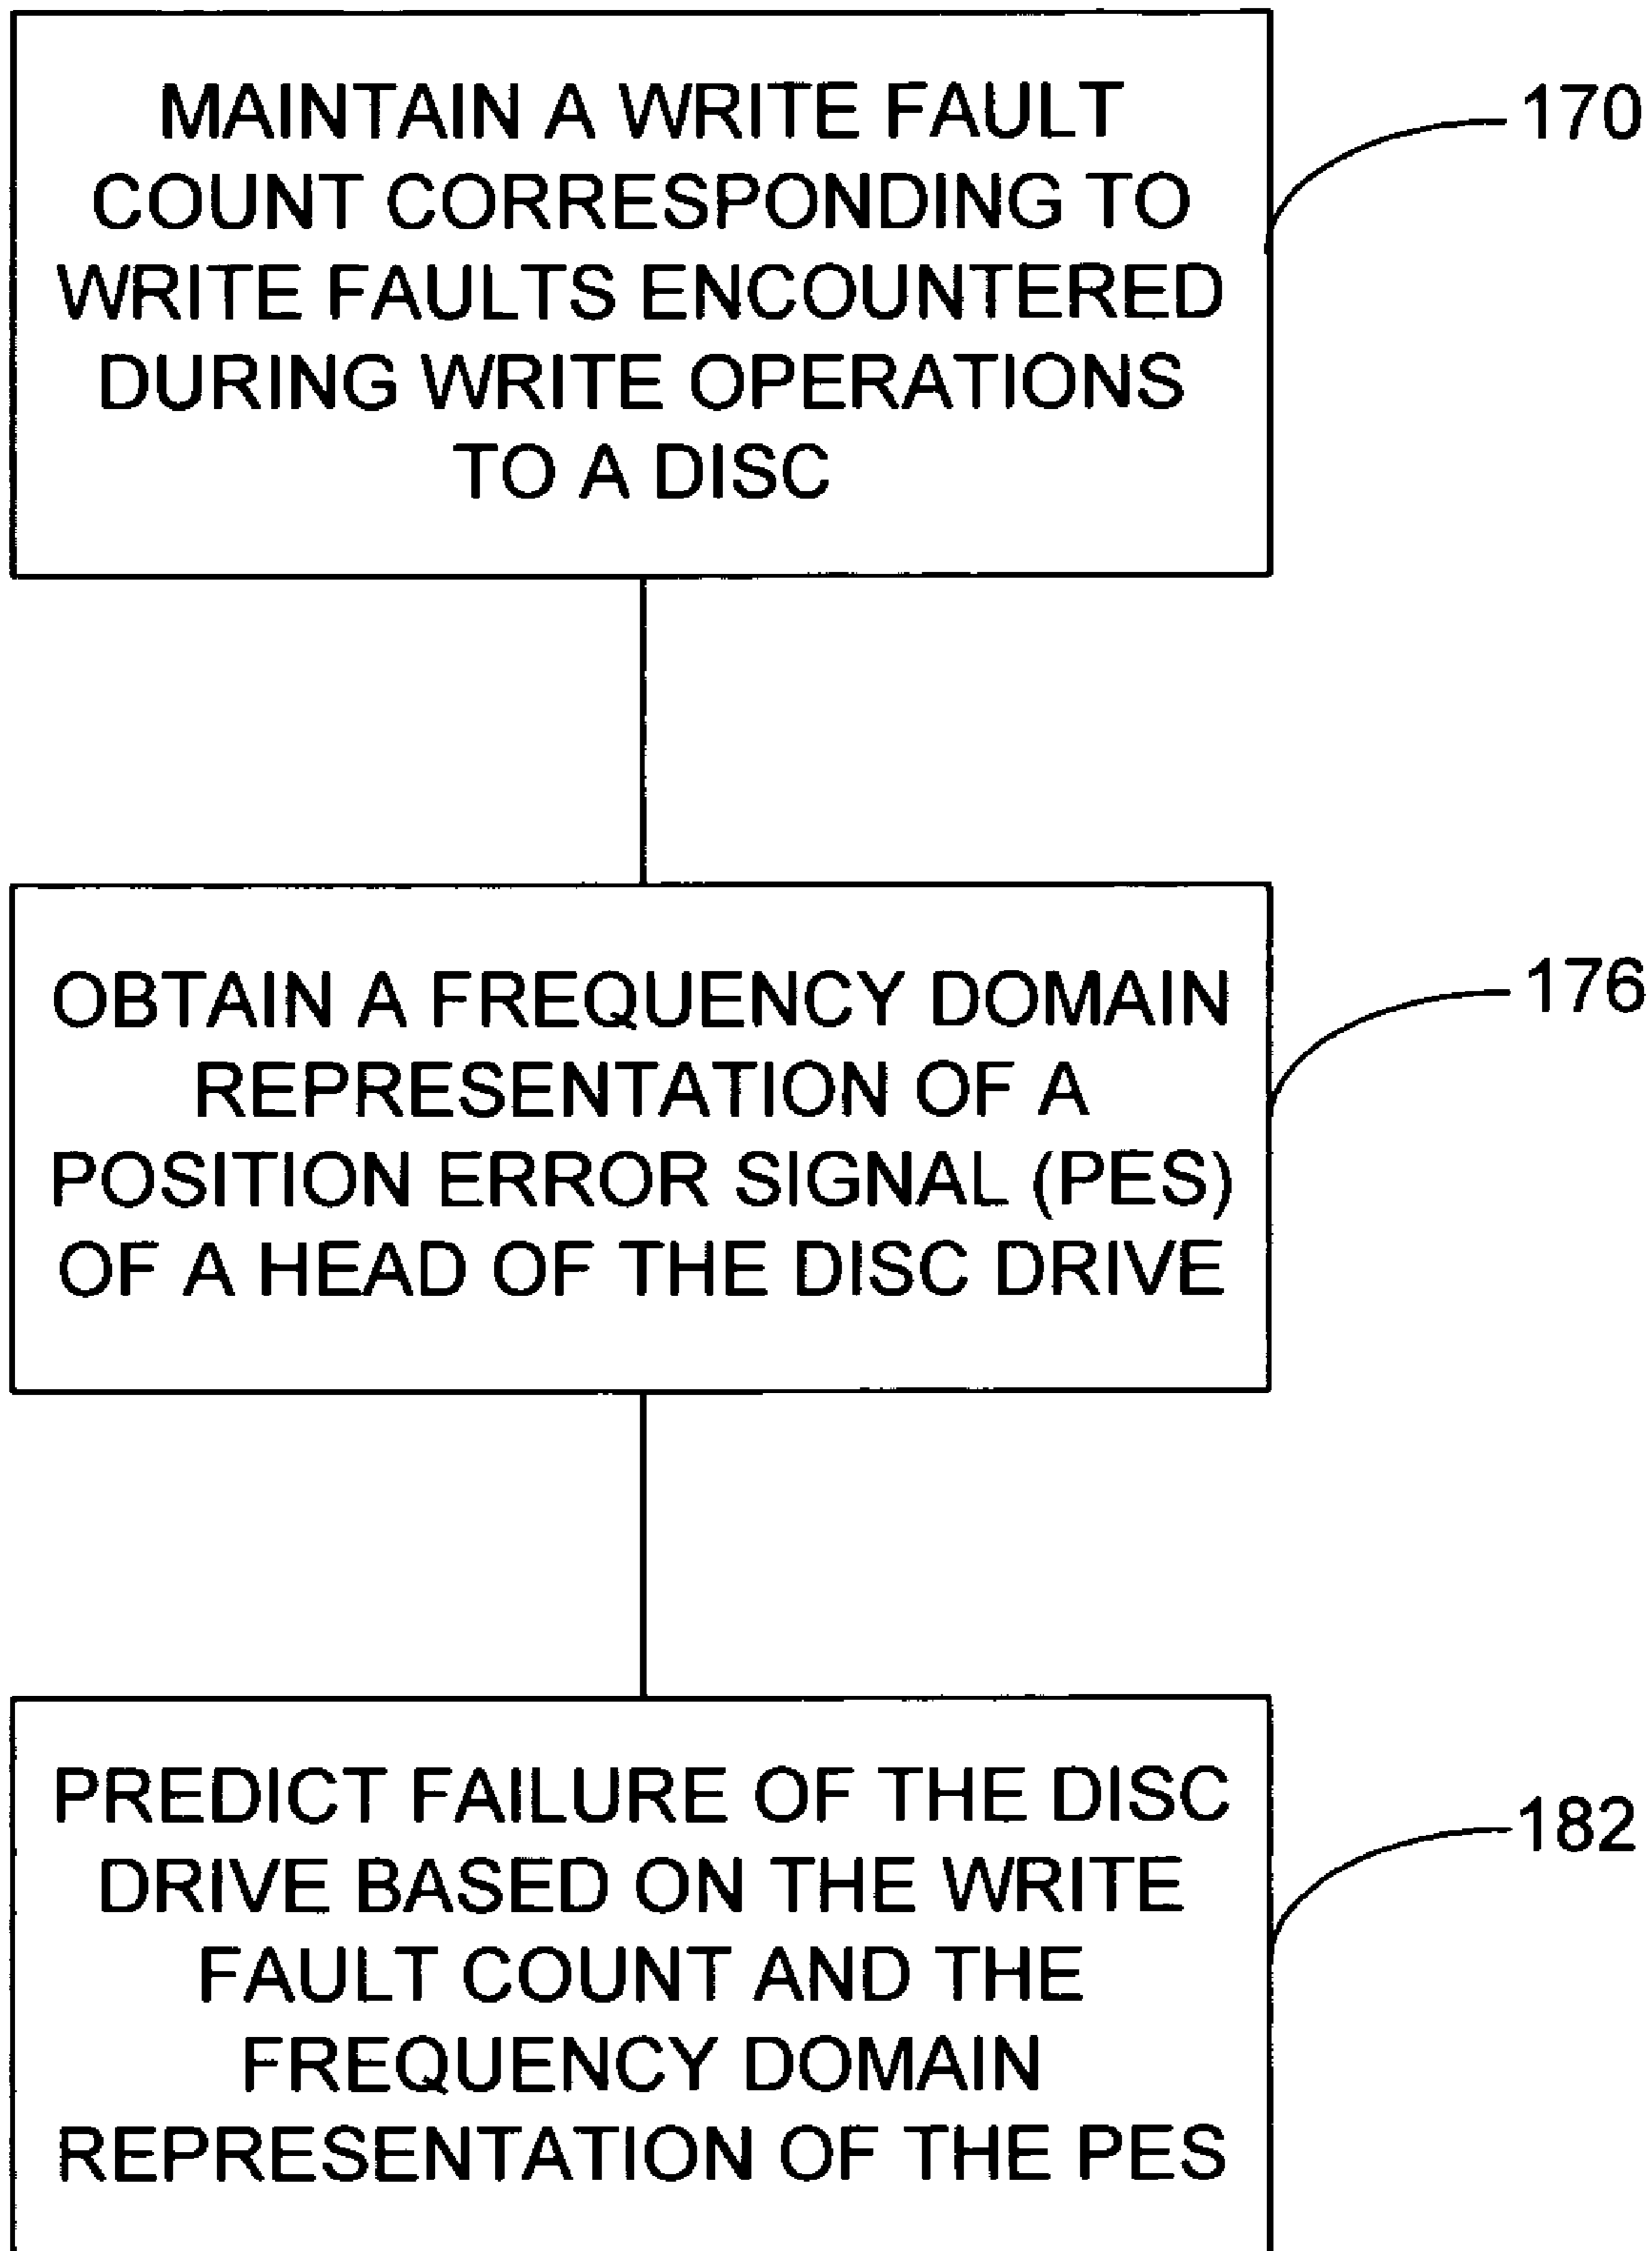 MAINTAIN A WRITE FAULT
COUNT CORRESPONDING TO
WRITE FAULTS ENCOUNTERED
DURING WRITE OPERATIONS
TO A DISC
170
OBTAIN A FREQUENCY DOMAIN
REPRESENTATION OF A
POSITION ERROR SIGNAL (PES)
OF A HEAD OF THE DISC DRIVE
176
PREDICT FAILURE OF THE DISC
DRIVE BASED ON THE WRITE
FAULT COUNT AND THE
FREQUENCY DOMAIN
REPRESENTATION OF THE PES
182